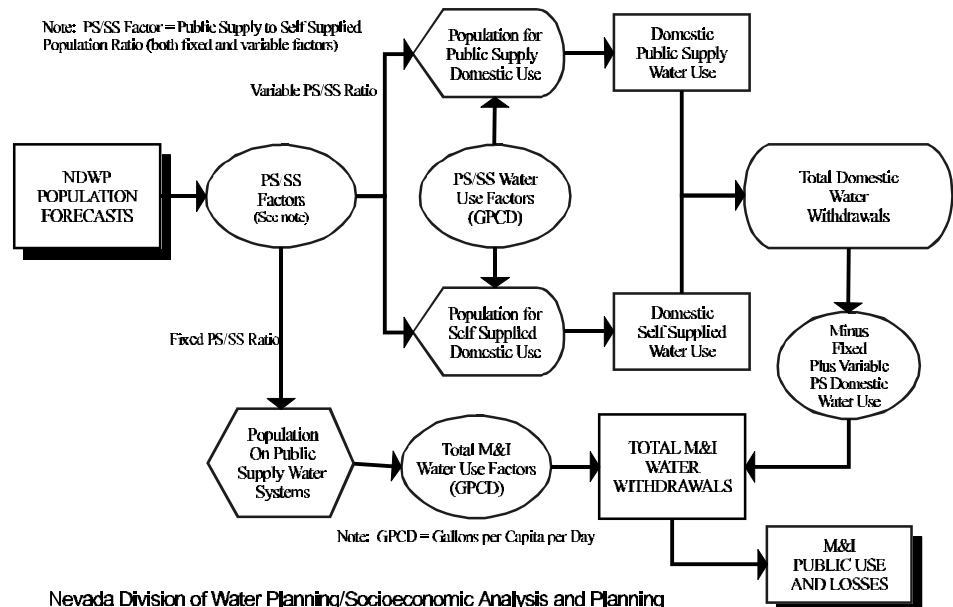 Note: PS/SS Factor = Public Supply to Self Supplied
Population Ratio (both fixed and variable factors)
Variable PS/SS Ratio
Population for
Public Supply
Domestic Use
Domestic
Public Supply
Water Use
NDWP
POPULATION
FORECASTS
PS/SS
Factors
(See note)
PS/SS Water
Use Factors
(GPCD)
Total Domestic
Water
Withdrawals
Fixed PS/SS Ratio
Population for
Self Supplied
Domestic Use
Domestic
Self Supplied
Water Use
Minus
Fixed
Plus Variable
PS Domestic
Water Use
Population
On Public
Supply Water
Systems
Total M&I
Water Use Factors
(GPCD)
TOTAL M&I
WATER
WITHDRAWALS
Note: GPCD = Gallons per Capita per Day
M&I
PUBLIC USE
AND LOSSES
Nevada Division of Water Planning/Socioeconomic Analysis and Planning